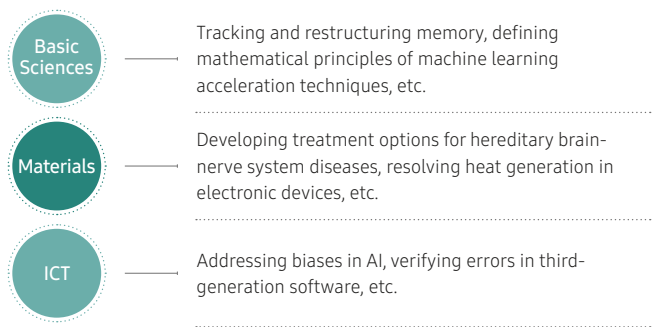 Basic
Sciences
Tracking and restructuring memory, defining
mathematical principles of machine learning
acceleration techniques, etc.
Materials
Developing treatment options for hereditary brain-
nerve system diseases, resolving heat generation in
electronic devices, etc.
ICT
Addressing biases in AI, verifying errors in third-
generation software, etc.